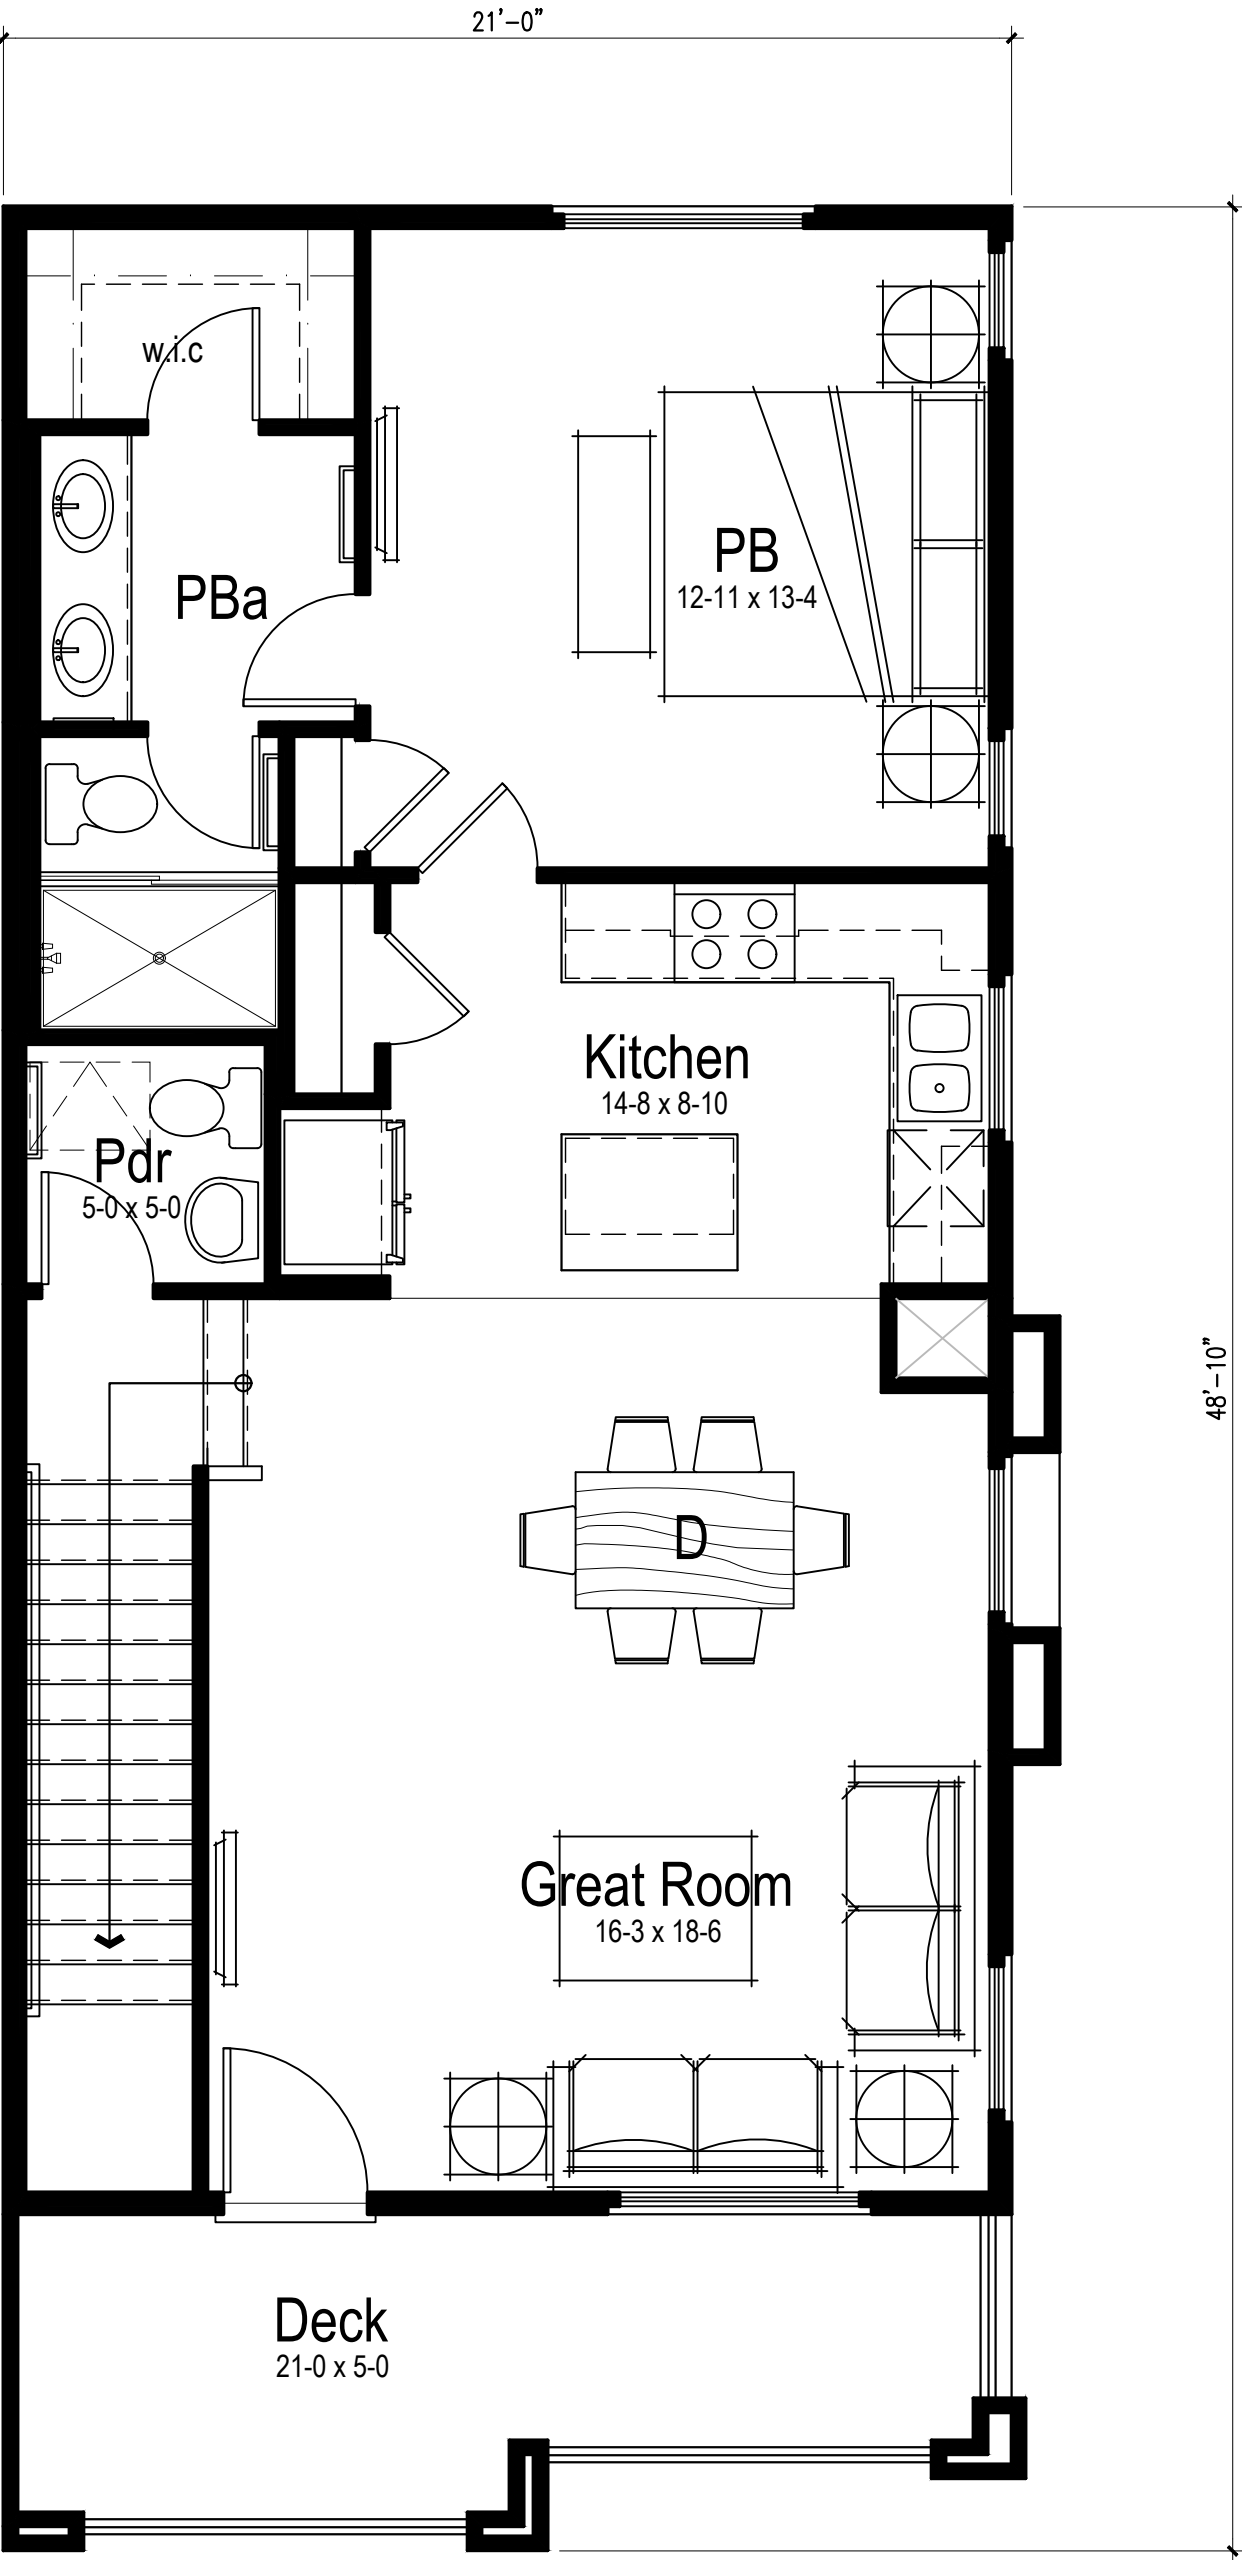 21'-0"
w.i.c
PB
12-11 x 13-4
PBa
Kitchen
14-8 x 8-10
Pdr
5-0 x 5-0
48'-10"
D
Great Room
16-3 x 18-6
Deck
21-0 x 5-0